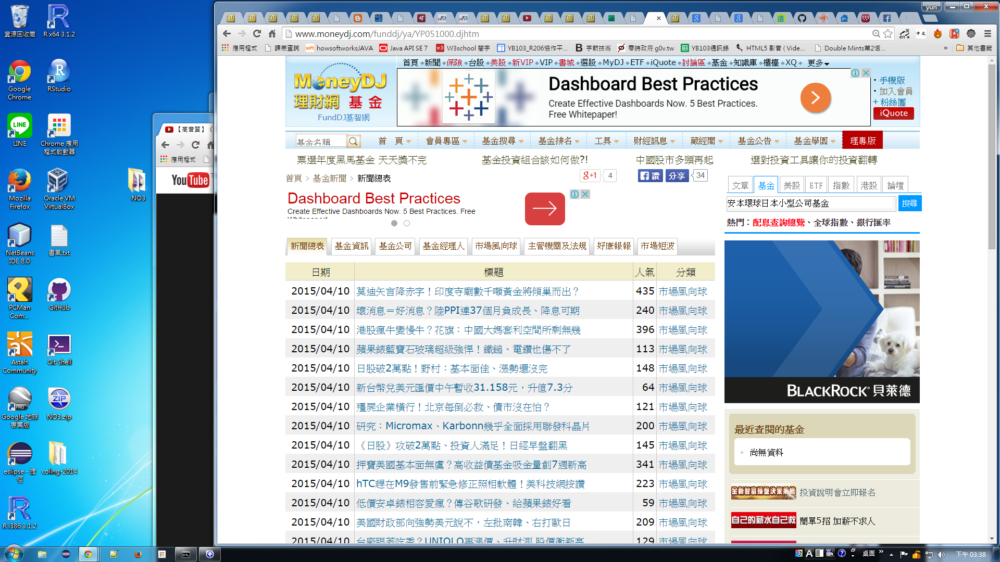 yun
www.moneydj.com/funddj/ya/YP051000.djhtm
應用程式 課表查詢 howsoftworksJAVA Java API SE 7 W3school 簡字 YB103_R206協作平... 字節技術 零時政府 g0v.tw YB103通訊錄 HTML5 影音 ( Vide... Double Mints第2话... » 其他書籤
資源回收筒
R x64 3.1.2
Google Chrome
RStudio
LINE
Chrome 應用程式啟動器
Mozilla Firefox
Oracle VM VirtualBox
NO3
NetBeans IDE 8.0
書單.txt
PCMan Com...
GitHub
Astah Community
Git Shell
Google 地球專業版
NO3.zip
eclipse - 捷徑
coling-2014
R i386 3.1.2
【高音質】
應用程式
YouTube
首頁 新聞 保險 台股 美股 新VIP VIP 書城 選股 MyDJ ETF iQuote 討論區 基金 知識庫 櫃檯 XQ 更多
MoneyDJ
理財網 基金
FundDJ基智網
Dashboard Best Practices
Create Effective Dashboards Now. 5 Best Practices.
Free Whitepaper!
手機版
加入會員
+ 粉絲團
iQuote
基金名稱 首 頁 會員專區 基金搜尋 基金排名 工具 財經訊息 藏經閣 基金公告 基金學園 理專版
票選年度黑馬基金 天天獎不完 基金投資組合該如何做?! 中國股市多頭再起 選對投資工具讓你的投資翻轉
首頁 > 基金新聞 > 新聞總表
g+1 4 讚 分享 34
文章 基金 美股 ETF 指數 港股 論壇
Dashboard Best Practices
Create Effective Dashboards Now. 5 Best Practices. Free
Whitepaper!
安本環球日本小型公司基金 搜尋
熱門：配息查詢總覽、全球指數、銀行匯率
新聞總表 基金資訊 基金公司 基金經理人 市場風向球 主管機關及法規 好康報報 市場短波
日期 標題 人氣 分類
2015/04/10 莫迪矢言降赤字！印度寺廟數千噸黃金將傾巢而出？ 435 市場風向球
2015/04/10 壞消息＝好消息？陸PPI連37個月負成長、降息可期 240 市場風向球
2015/04/10 港股瘋牛變慢牛？花旗：中國大媽套利空間所剩無幾 396 市場風向球
2015/04/10 蘋果錶藍寶石玻璃超級強悍！鐵鎚、電鑽也傷不了 113 市場風向球
2015/04/10 日股破2萬點！野村：基本面佳、漲勢還沒完 148 市場風向球
2015/04/10 新台幣兌美元匯價中午暫收31.158元，升值7.3分 64 市場風向球
2015/04/10 殭屍企業橫行！北京每倒必救、債市沒在怕？ 121 市場風向球
2015/04/10 研究：Micromax、Karbonn幾乎全面採用聯發科晶片 200 市場風向球
2015/04/10 《日股》攻破2萬點、投資人滿足！日經早盤翻黑 145 市場風向球
2015/04/10 押寶美國基本面無虞？高收益債基金吸金量創7週新高 341 市場風向球
2015/04/10 hTC趕在M9發售前緊急修正照相軟體！美科技網按讚 223 市場風向球
2015/04/10 低價安卓錶相容愛瘋？傳谷歌研發、給蘋果錶好看 59 市場風向球
2015/04/10 美國財政部向強勢美元說不，左批南韓、右打歐日 209 市場風向球
2015/04/10 台廠跟著吃香？UNIQLO再漲價、升財測 股價衝新高 129 市場風向球
BLACKROCK 貝萊德
最近查閱的基金
尚無資料
全新智富操盤決策系統 投資說明會立即報名
自己的薪水自己救 簡單5招 加薪不求人
桌面 » 下午 03:38